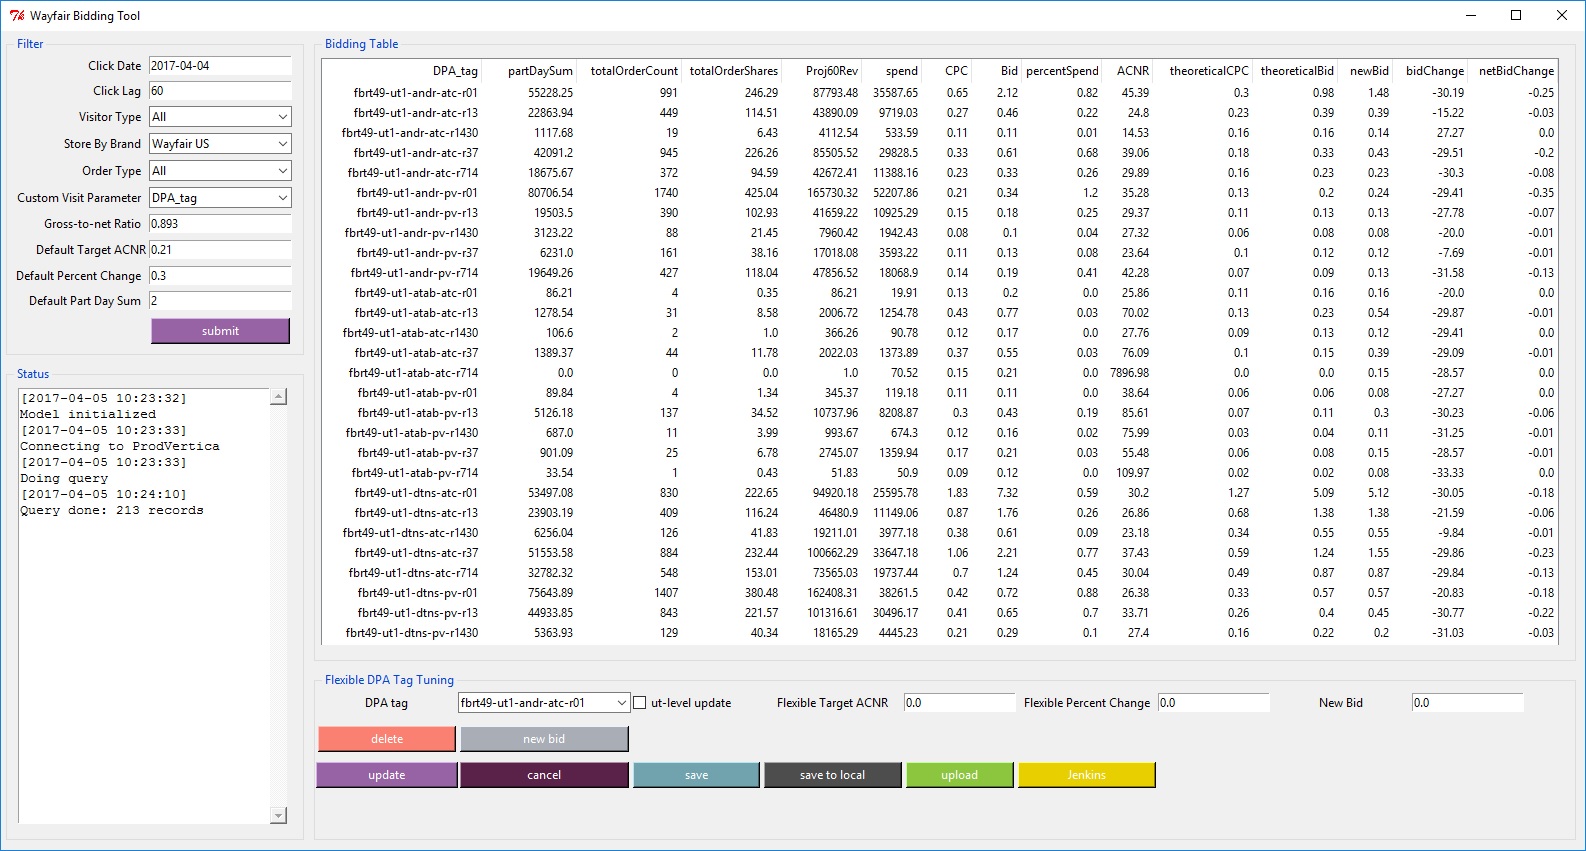 Wayfair Bidding Tool
Filter
Click Date 2017-04-04
Click Lag 60
Visitor Type All
Store By Brand Wayfair US
Order Type All
Custom Visit Parameter DPA_tag
Gross-to-net Ratio 0.893
Default Target ACNR 0.21
Default Percent Change 0.3
Default Part Day Sum 2
submit
Status
[2017-04-05 10:23:32]
Model initialized
[2017-04-05 10:23:33]
Connecting to ProdVertica
[2017-04-05 10:23:33]
Doing query
[2017-04-05 10:24:10]
Query done: 213 records
Bidding Table
DPA_tag partDaySum totalOrderCount totalOrderShares Proj60Rev spend CPC Bid percentSpend ACNR theoreticalCPC theoreticalBid newBid bidChange netBidChange
fbrt49-ut1-andr-atc-r01 55228.25 991 246.29 87793.48 35587.65 0.65 2.12 0.82 45.39 0.3 0.98 1.48 -30.19 -0.25
fbrt49-ut1-andr-atc-r13 22863.94 449 114.51 43890.09 9719.03 0.27 0.46 0.22 24.8 0.23 0.39 0.39 -15.22 -0.03
fbrt49-ut1-andr-atc-r1430 1117.68 19 6.43 4112.54 533.59 0.11 0.11 0.01 14.53 0.16 0.16 0.14 27.27 0.0
fbrt49-ut1-andr-atc-r37 42091.2 945 226.26 85505.52 29828.5 0.33 0.61 0.68 39.06 0.18 0.33 0.43 -29.51 -0.2
fbrt49-ut1-andr-atc-r714 18675.67 372 94.59 42672.41 11388.16 0.23 0.33 0.26 29.89 0.16 0.23 0.23 -30.3 -0.08
fbrt49-ut1-andr-pv-r01 80706.54 1740 425.04 165730.32 52207.86 0.21 0.34 1.2 35.28 0.13 0.2 0.24 -29.41 -0.35
fbrt49-ut1-andr-pv-r13 19503.5 390 102.93 41659.22 10925.29 0.15 0.18 0.25 29.37 0.11 0.13 0.13 -27.78 -0.07
fbrt49-ut1-andr-pv-r1430 3123.22 88 21.45 7960.42 1942.43 0.08 0.1 0.04 27.32 0.06 0.08 0.08 -20.0 -0.01
fbrt49-ut1-andr-pv-r37 6231.0 161 38.16 17018.08 3593.22 0.11 0.13 0.08 23.64 0.1 0.12 0.12 -7.69 -0.01
fbrt49-ut1-andr-pv-r714 19649.26 427 118.04 47856.52 18068.9 0.14 0.19 0.41 42.28 0.07 0.09 0.13 -31.58 -0.13
fbrt49-ut1-atab-atc-r01 86.21 4 0.35 86.21 19.91 0.13 0.2 0.0 25.86 0.11 0.16 0.16 -20.0 0.0
fbrt49-ut1-atab-atc-r13 1278.54 31 8.58 2006.72 1254.78 0.43 0.77 0.03 70.02 0.13 0.23 0.54 -29.87 -0.01
fbrt49-ut1-atab-atc-r1430 106.6 2 1.0 366.26 90.78 0.12 0.17 0.0 27.76 0.09 0.13 0.12 -29.41 0.0
fbrt49-ut1-atab-atc-r37 1389.37 44 11.78 2022.03 1373.89 0.37 0.55 0.03 76.09 0.1 0.15 0.39 -29.09 -0.01
fbrt49-ut1-atab-atc-r714 0.0 0 0.0 1.0 70.52 0.15 0.21 0.0 7896.98 0.0 0.0 0.15 -28.57 0.0
fbrt49-ut1-atab-pv-r01 89.84 4 1.34 345.37 119.18 0.11 0.11 0.0 38.64 0.06 0.06 0.08 -27.27 0.0
fbrt49-ut1-atab-pv-r13 5126.18 137 34.52 10737.96 8208.87 0.3 0.43 0.19 85.61 0.07 0.11 0.3 -30.23 -0.06
fbrt49-ut1-atab-pv-r1430 687.0 11 3.99 993.67 674.3 0.12 0.16 0.02 75.99 0.03 0.04 0.11 -31.25 -0.01
fbrt49-ut1-atab-pv-r37 901.09 25 6.78 2745.07 1359.94 0.17 0.21 0.03 55.48 0.06 0.08 0.15 -28.57 -0.01
fbrt49-ut1-atab-pv-r714 33.54 1 0.43 51.83 50.9 0.09 0.12 0.0 109.97 0.02 0.02 0.08 -33.33 0.0
fbrt49-ut1-dtns-atc-r01 53497.08 830 222.65 94920.18 25595.78 1.83 7.32 0.59 30.2 1.27 5.09 5.12 -30.05 -0.18
fbrt49-ut1-dtns-atc-r13 23903.19 409 116.24 46480.9 11149.06 0.87 1.76 0.26 26.86 0.68 1.38 1.38 -21.59 -0.06
fbrt49-ut1-dtns-atc-r1430 6256.04 126 41.83 19211.01 3977.18 0.38 0.61 0.09 23.18 0.34 0.55 0.55 -9.84 -0.01
fbrt49-ut1-dtns-atc-r37 51553.58 884 232.44 100662.29 33647.18 1.06 2.21 0.77 37.43 0.59 1.24 1.55 -29.86 -0.23
fbrt49-ut1-dtns-atc-r714 32782.32 548 153.01 73565.03 19737.44 0.7 1.24 0.45 30.04 0.49 0.87 0.87 -29.84 -0.13
fbrt49-ut1-dtns-pv-r01 75643.89 1407 380.48 162408.31 38261.5 0.42 0.72 0.88 26.38 0.33 0.57 0.57 -20.83 -0.18
fbrt49-ut1-dtns-pv-r13 44933.85 843 221.57 101316.61 30496.17 0.41 0.65 0.7 33.71 0.26 0.4 0.45 -30.77 -0.22
fbrt49-ut1-dtns-pv-r1430 5363.93 129 40.34 18165.29 4445.23 0.21 0.29 0.1 27.4 0.16 0.22 0.2 -31.03 -0.03
Flexible DPA Tag Tuning
DPA tag fbrt49-ut1-andr-atc-r01 ut-level update Flexible Target ACNR 0.0 Flexible Percent Change 0.0 New Bid 0.0
delete new bid
update cancel save save to local upload Jenkins